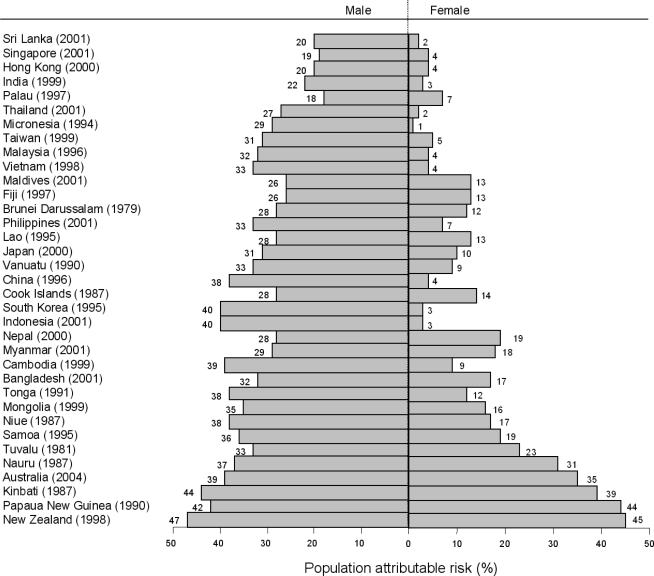 Male Female
Sri Lanka (2001) 20 2
Singapore (2001) 19 4
Hong Kong (2000) 20 4
India (1999) 22 3
Palau (1997) 18 7
Thailand (2001) 27 2
Micronesia (1994) 29 1
Taiwan (1999) 31 5
Malaysia (1996) 32 4
Vietnam (1998) 33 4
Maldives (2001) 26 13
Fiji (1997) 26 13
Brunei Darussalam (1979) 28 12
Philippines (2001) 33 7
Lao (1995) 28 13
Japan (2000) 31 10
Vanuatu (1990) 33 9
China (1996) 38 4
Cook Islands (1987) 28 14
South Korea (1995) 40 3
Indonesia (2001) 40 3
Nepal (2000) 28 19
Myanmar (2001) 29 18
Cambodia (1999) 39 9
Bangladesh (2001) 32 17
Tonga (1991) 38 12
Mongolia (1999) 35 16
Niue (1987) 38 17
Samoa (1995) 36 19
Tuvalu (1981) 33 23
Nauru (1987) 37 31
Australia (2004) 39 35
Kinbati (1987) 44 39
Papaua New Guinea (1990) 42 44
New Zealand (1998) 47 45
50 40 30 20 10 0 10 20 30 40 50
Population attributable risk (%)